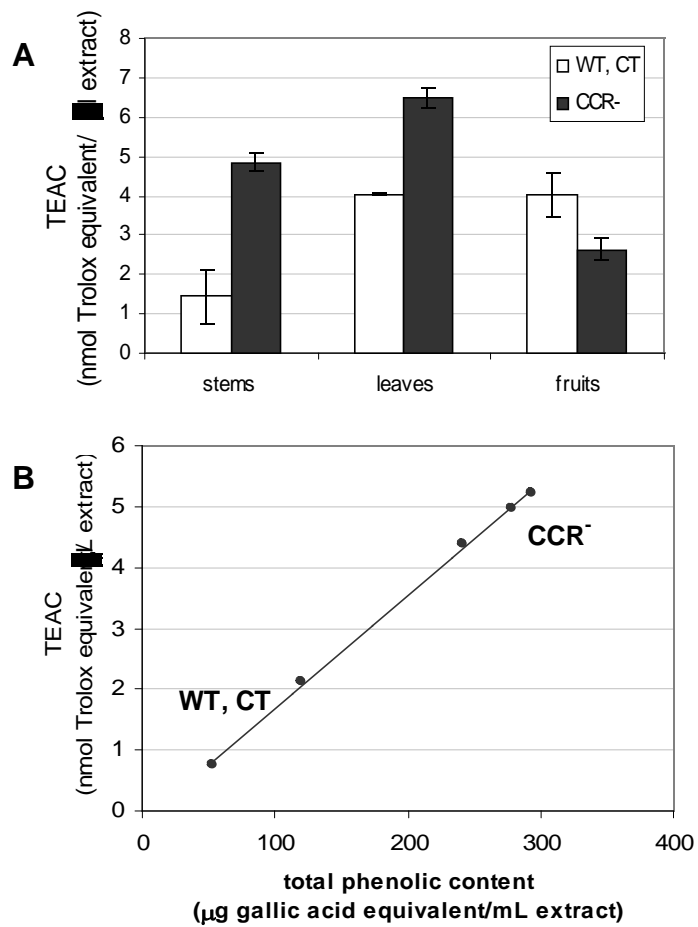 A
TEAC
(nmol Trolox equivalent/ extract)
8
7
6
5
4
3
2
1
0
WT, CT
CCR-
stems leaves fruits
B
TEAC
(nmol Trolox equivalent/ L extract)
6
5
4
3
2
1
0
CCR-
WT, CT
0 100 200 300 400
total phenolic content
(μg gallic acid equivalent/mL extract)